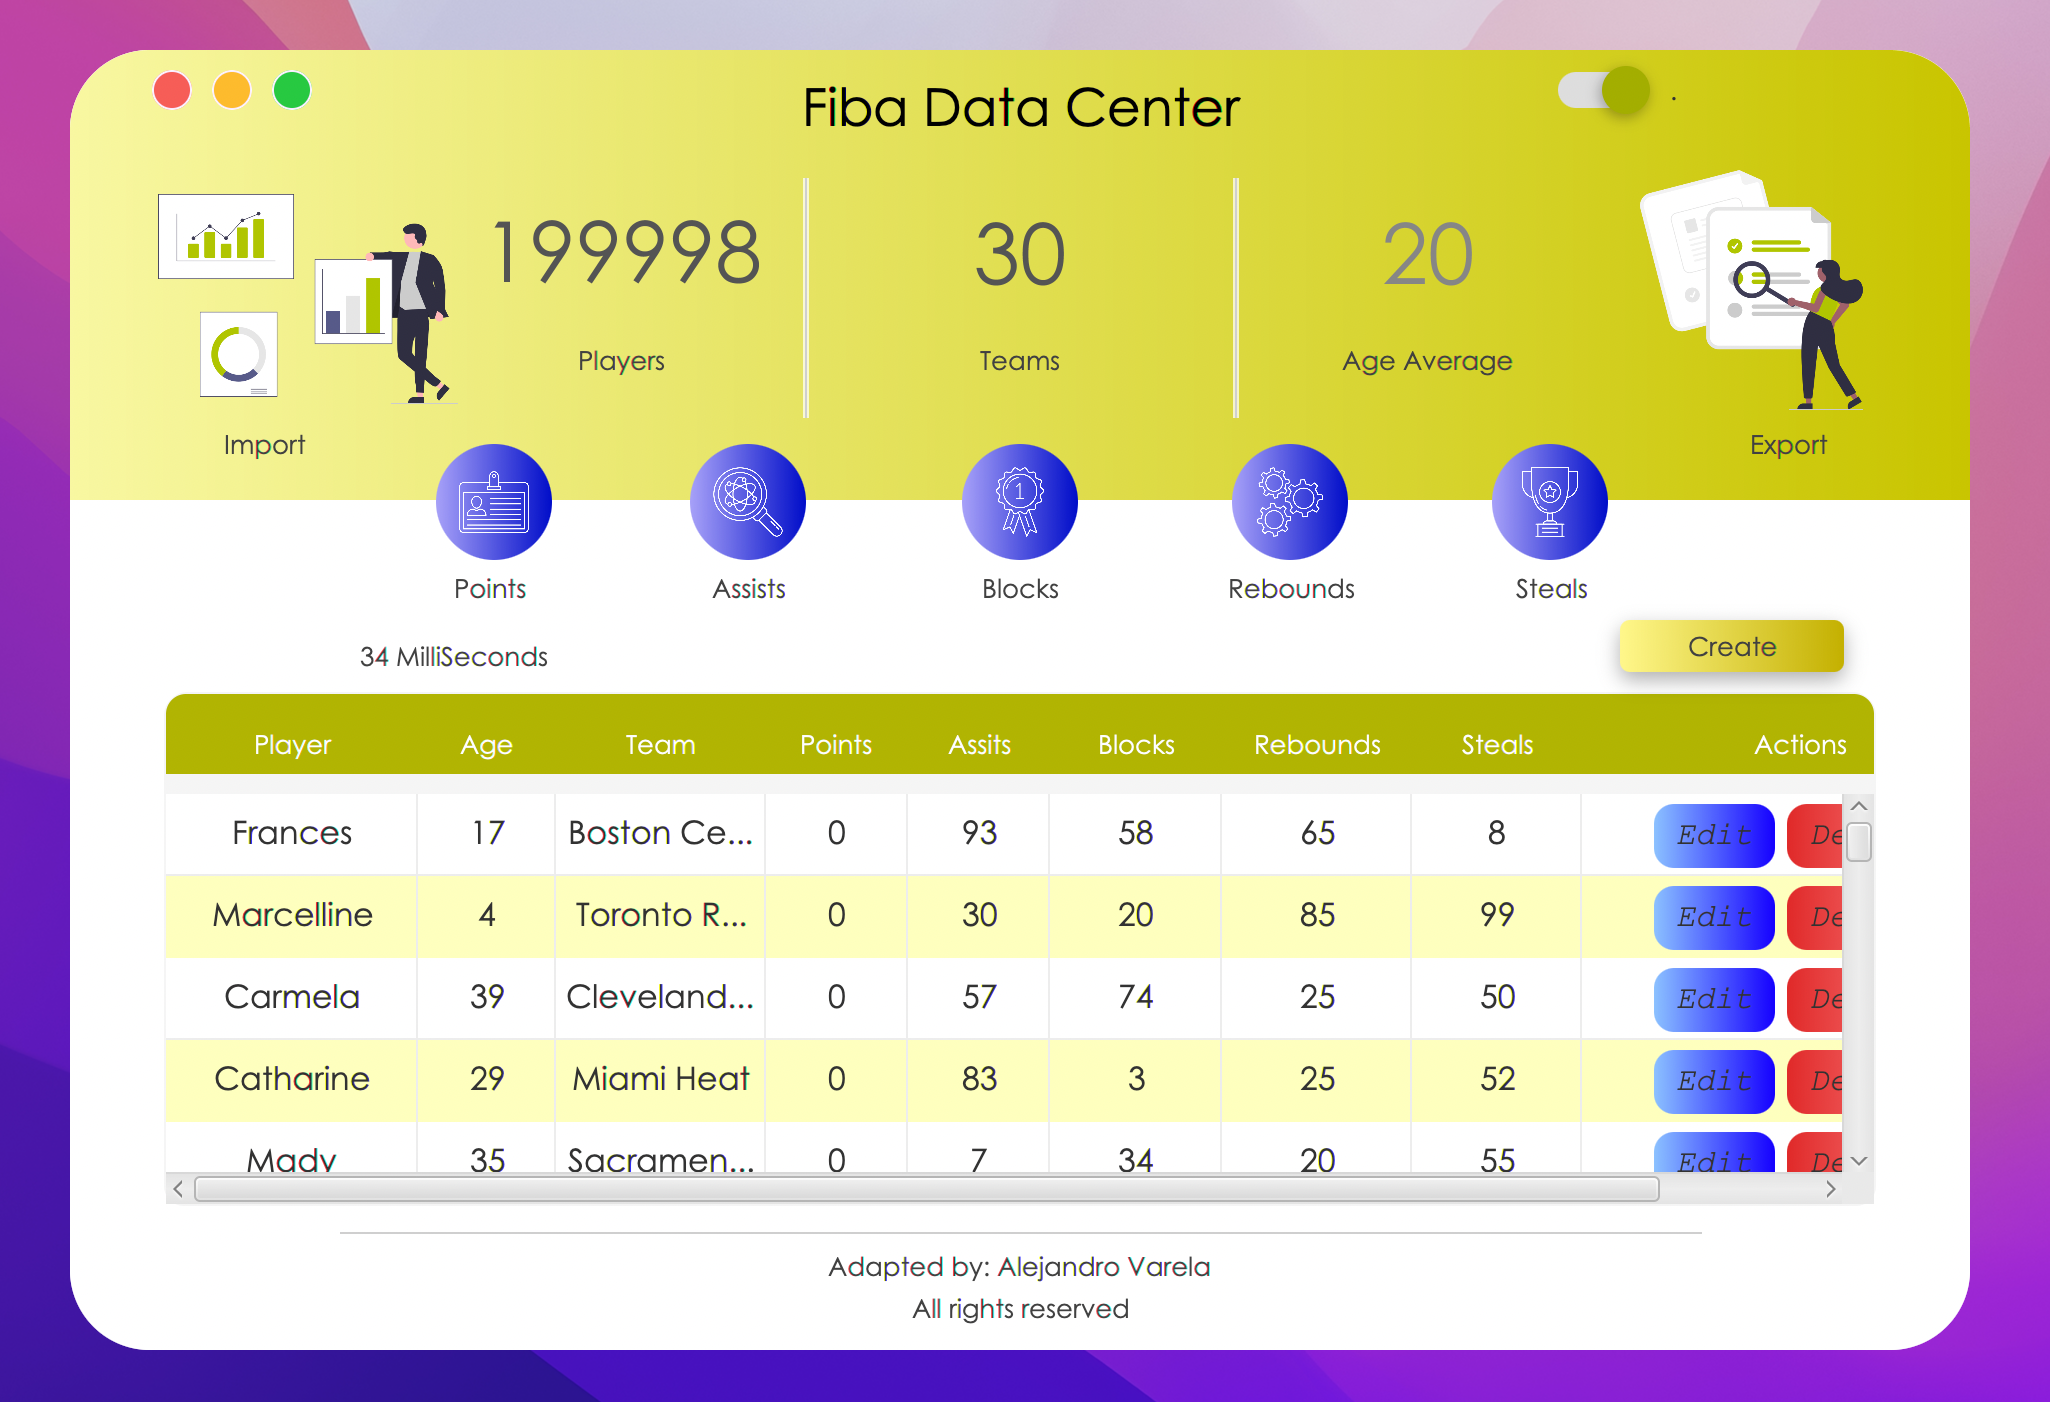 Fiba Data Center
.
199998
30
20
Players
Teams
Age Average
Import
Export
1
Points
Assists
Blocks
Rebounds
Steals
34 MilliSeconds
Create
Player Age Team Points Assits Blocks Rebounds Steals Actions
Frances 17 Boston Ce... 0 93 58 65 8 Edit De
Marcelline 4 Toronto R... 0 30 20 85 99 Edit De
Carmela 39 Cleveland... 0 57 74 25 50 Edit De
Catharine 29 Miami Heat 0 83 3 25 52 Edit De
Mady 35 Sacramen... 0 7 34 20 55 Edit De
Adapted by: Alejandro Varela
All rights reserved